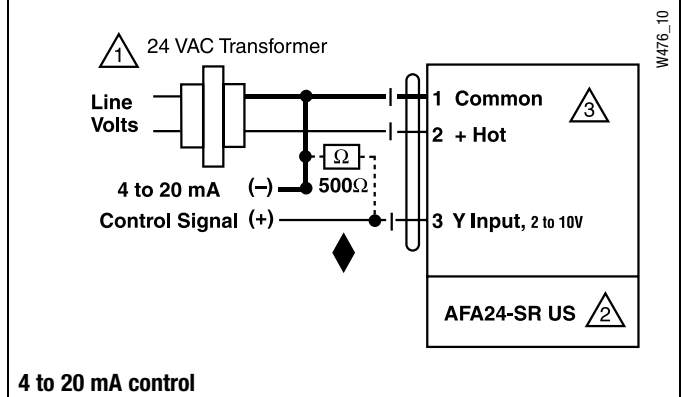 W476_10
1 24 VAC Transformer
Line
Volts
1 Common
3
2 + Hot
Ω
500Ω
4 to 20 mA (–)
Control Signal (+)
3 Y Input, 2 to 10V
AFA24-SR US 2
4 to 20 mA control